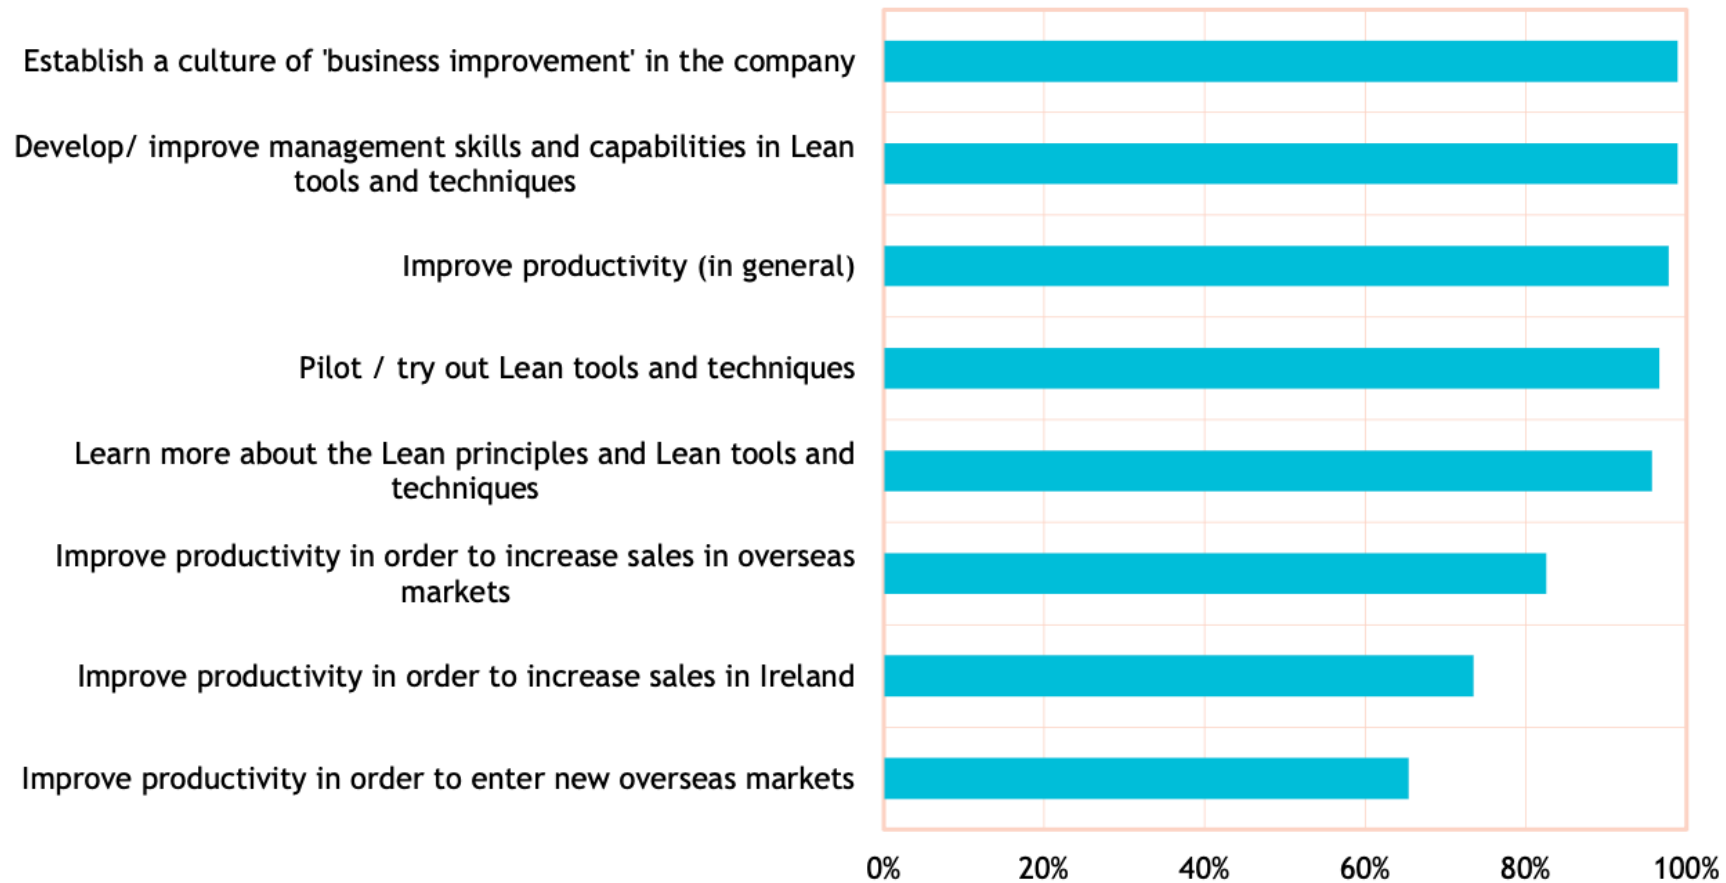 Establish a culture of 'business improvement' in the company
Develop/ improve management skills and capabilities in Lean
tools and techniques
Improve productivity (in general)
Pilot / try out Lean tools and techniques
Learn more about the Lean principles and Lean tools and
techniques
Improve productivity in order to increase sales in overseas
markets
Improve productivity in order to increase sales in Ireland
Improve productivity in order to enter new overseas markets
0% 20% 40% 60% 80% 100%